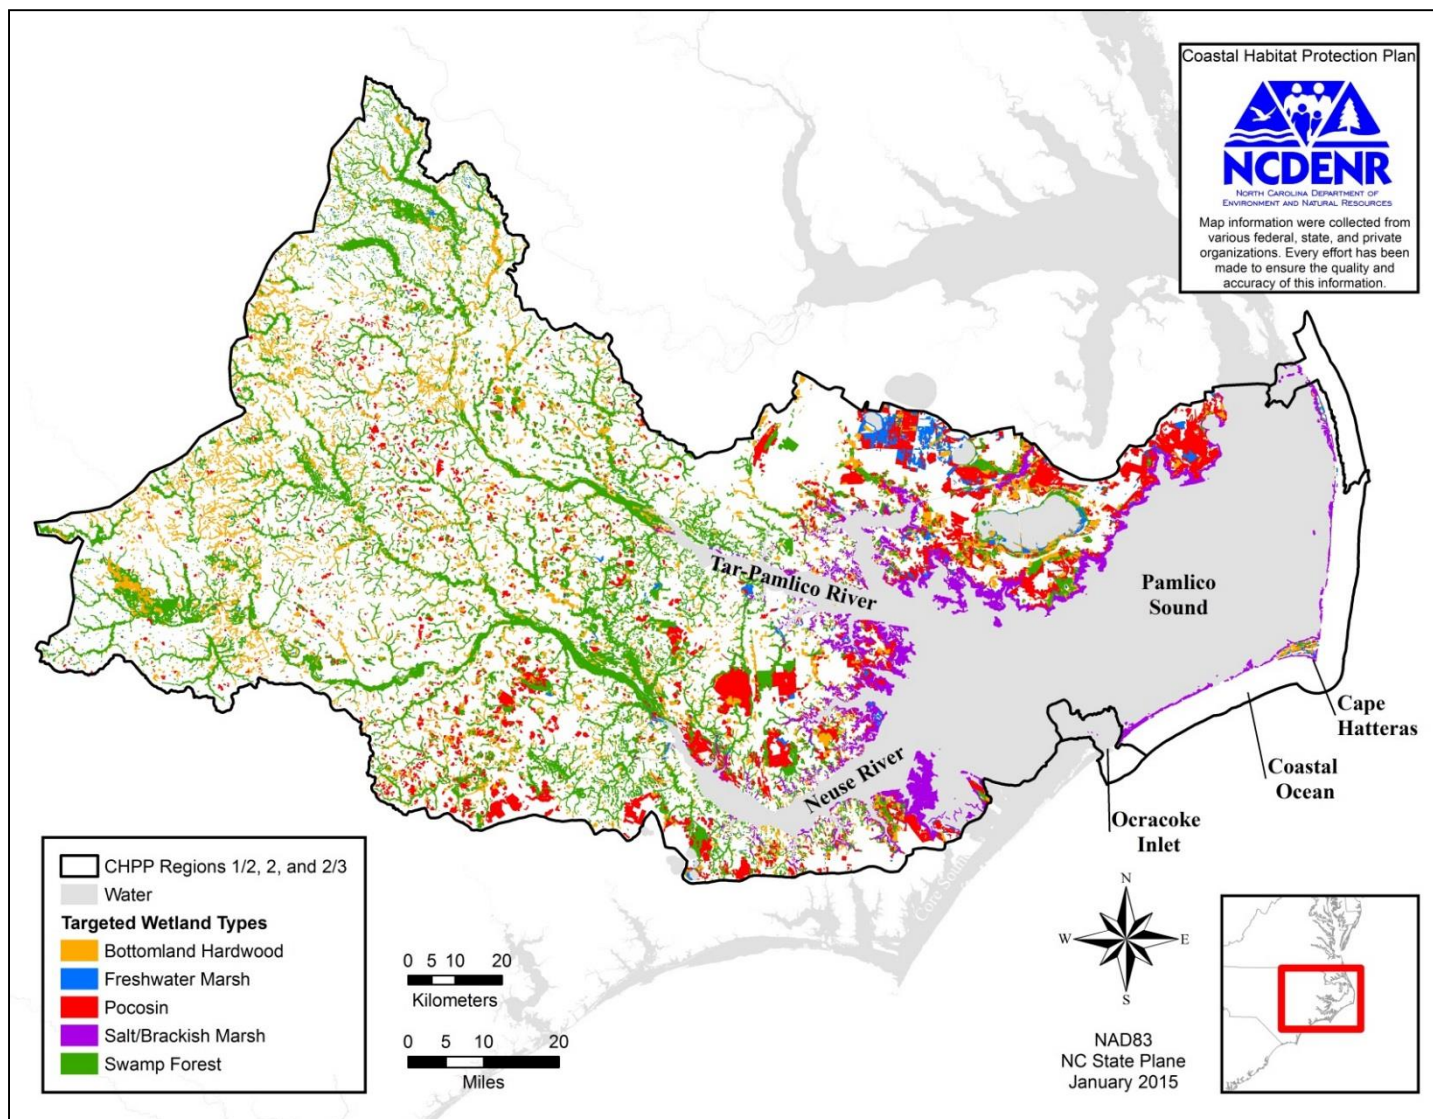 Coastal Habitat Protection Plan
NCDENR
NORTH CAROLINA DEPARTMENT OF
ENVIRONMENT AND NATURAL RESOURCES
Map information were collected from
various federal, state, and private
organizations. Every effort has been
made to ensure the quality and
accuracy of this information.
Tar-Pamlico River
Pamlico
Sound
Neuse River
Cape
Hatteras
Coastal
Ocean
Ocracoke
Inlet
Core Sound
CHPP Regions 1/2, 2, and 2/3
Water
Targeted Wetland Types
Bottomland Hardwood
Freshwater Marsh
Pocosin
Salt/Brackish Marsh
Swamp Forest
0 5 10 20
Kilometers
0 5 10 20
Miles
N
W E
S
NAD83
NC State Plane
January 2015